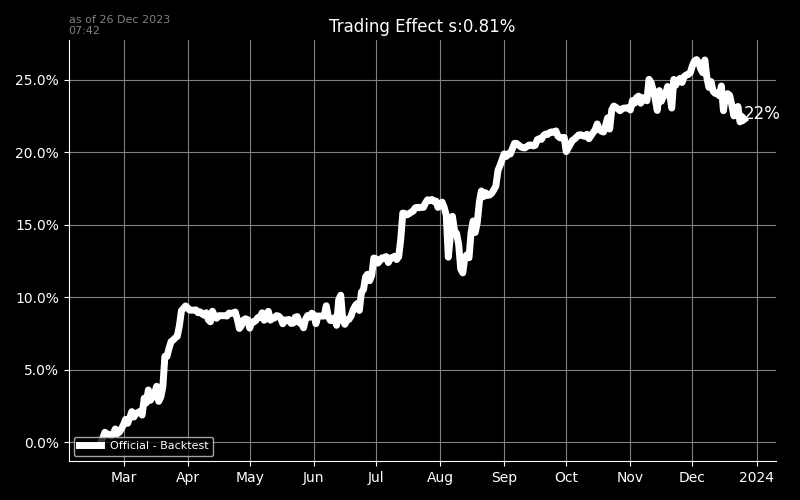 as of 26 Dec 2023
07:42
Trading Effect s:0.81%
25.0%
20.0%
15.0%
10.0%
5.0%
0.0%
22%
Official - Backtest
Mar Apr May Jun Jul Aug Sep Oct Nov Dec 2024